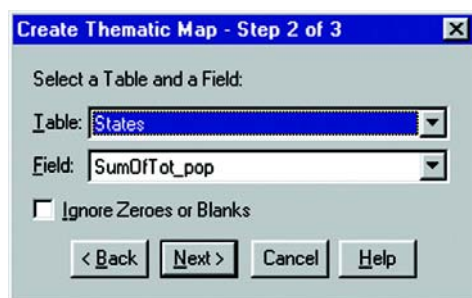 Create Thematic Map - Step 2 of 3
Select a Table and a Field:
Table: States
Field: SumOfTot_pop
Ignore Zeroes or Blanks
< Back Next > Cancel Help